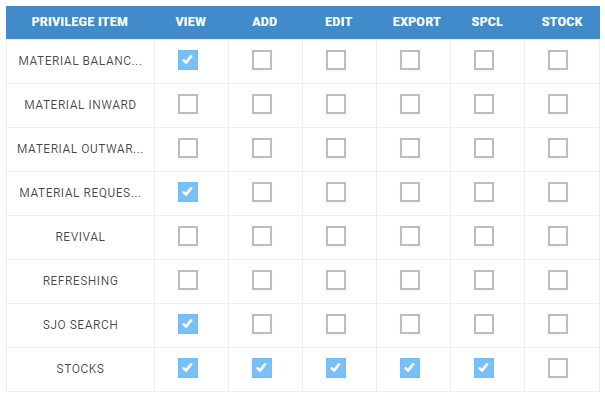 PRIVILEGE ITEM VIEW ADD EDIT EXPORT SPCL STOCK
MATERIAL BALANC...
MATERIAL INWARD
MATERIAL OUTWAR...
MATERIAL REQUES...
REVIVAL
REFRESHING
SJO SEARCH
STOCKS